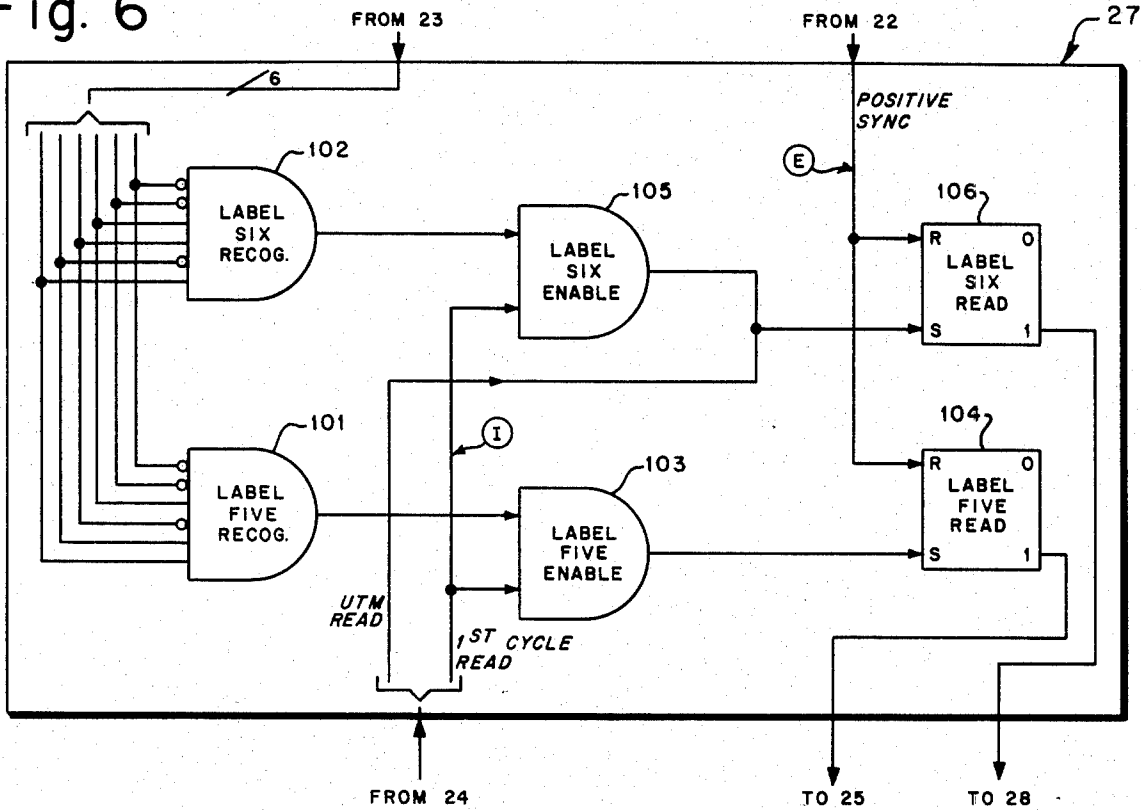 Fig. 6
FROM 23
FROM 22
27
6
POSITIVE
SYNC
102
E
LABEL
SIX
RECOG.
105
106
LABEL
SIX
ENABLE
R
O
LABEL
SIX
READ
S
1
101
I
103
104
LABEL
FIVE
RECOG.
LABEL
FIVE
ENABLE
R
O
LABEL
FIVE
READ
S
1
UTM
READ
1ST CYCLE
READ
FROM 24
TO 25
TO 28